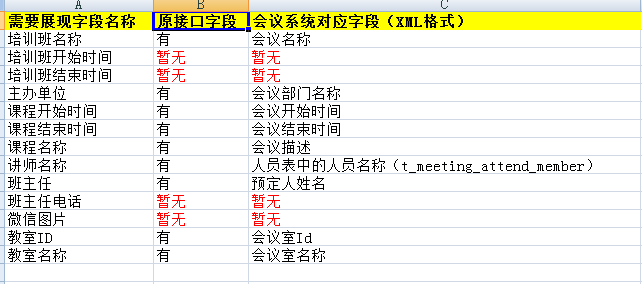 A B C
需要展现字段名称 原接口字段 会议系统对应字段（XML格式）
培训班名称 有 会议名称
培训班开始时间 暂无 暂无
培训班结束时间 暂无 暂无
主办单位 有 会议部门名称
课程开始时间 有 会议开始时间
课程结束时间 有 会议结束时间
课程名称 有 会议描述
讲师名称 有 人员表中的人员名称（t_meeting_attend_member）
班主任 有 预定人姓名
班主任电话 暂无 暂无
微信图片 暂无 暂无
教室ID 有 会议室Id
教室名称 有 会议室名称